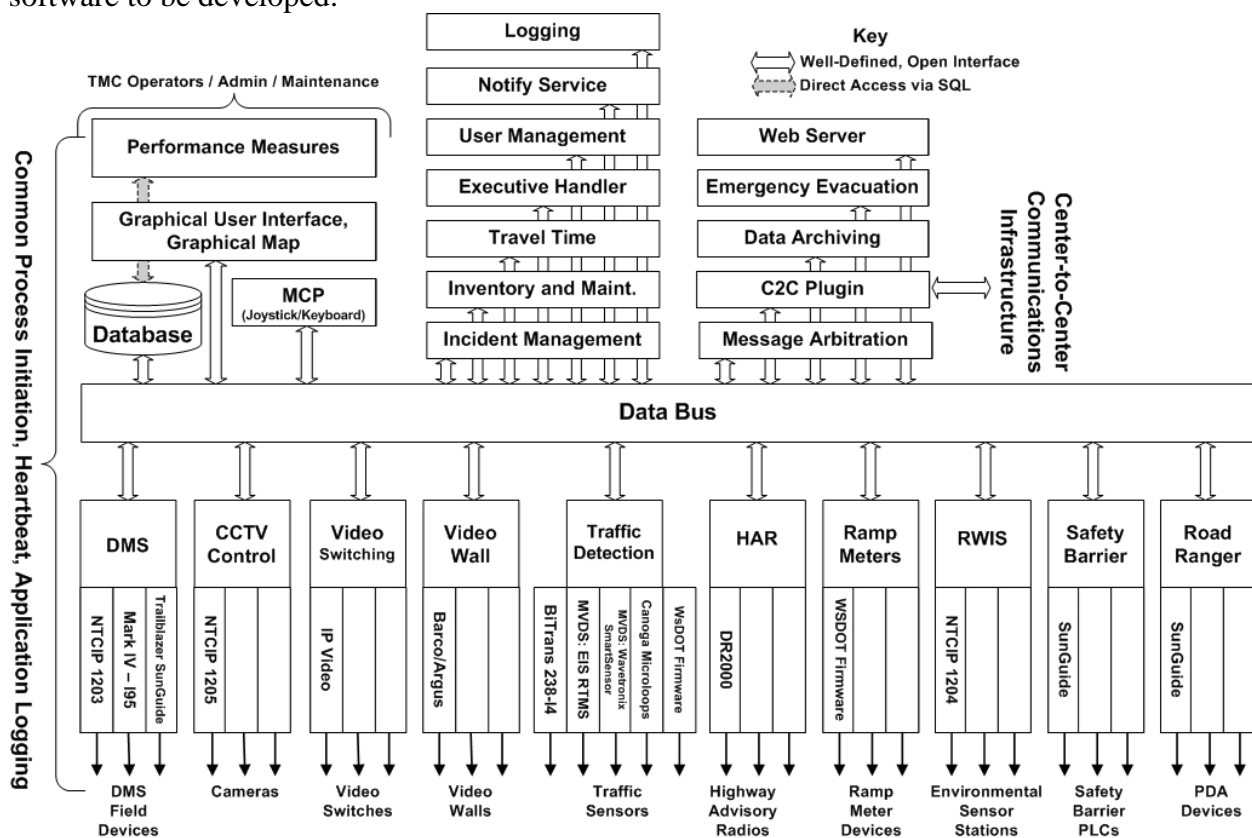 software to be developed.
Logging
Notify Service
User Management
Executive Handler
Travel Time
Inventory and Maint.
Incident Management
Key
Well-Defined, Open Interface
Direct Access via SQL
TMC Operators / Admin / Maintenance
Performance Measures
Graphical User Interface,
Graphical Map
MCP
(Joystick/Keyboard)
Database
Web Server
Emergency Evacuation
Data Archiving
C2C Plugin
Message Arbitration
Center-to-Center
Communications
Infrastructure
Common Process Initiation, Heartbeat, Application Logging
Data Bus
DMS
NTCIP 1203
Mark IV – I95
Trailblazer SunGuide
DMS
Field
Devices
CCTV
Control
NTCIP 1205
Cameras
Video
Switching
IP Video
Video
Switches
Video
Wall
Barco/Argus
Video
Walls
Traffic
Detection
BiTrans 238-I4
MVDS: EIS RTMS
MVDS: Wavetronix
SmartSensor
Canoga Microloops
WsDOT Firmware
Traffic
Sensors
HAR
DR2000
Highway
Advisory
Radios
Ramp
Meters
WSDOT Firmware
Ramp
Meter
Devices
RWIS
NTCIP 1204
Environmental
Sensor
Stations
Safety
Barrier
SunGuide
Safety
Barrier
PLCs
Road
Ranger
SunGuide
PDA
Devices